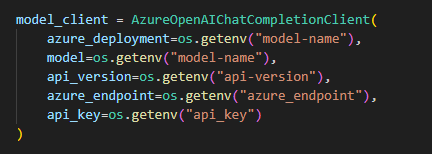 model_client = AzureOpenAIChatCompletionClient(
    azure_deployment=os.getenv("model-name"),
    model=os.getenv("model-name"),
    api_version=os.getenv("api-version"),
    azure_endpoint=os.getenv("azure_endpoint"),
    api_key=os.getenv("api_key")
)